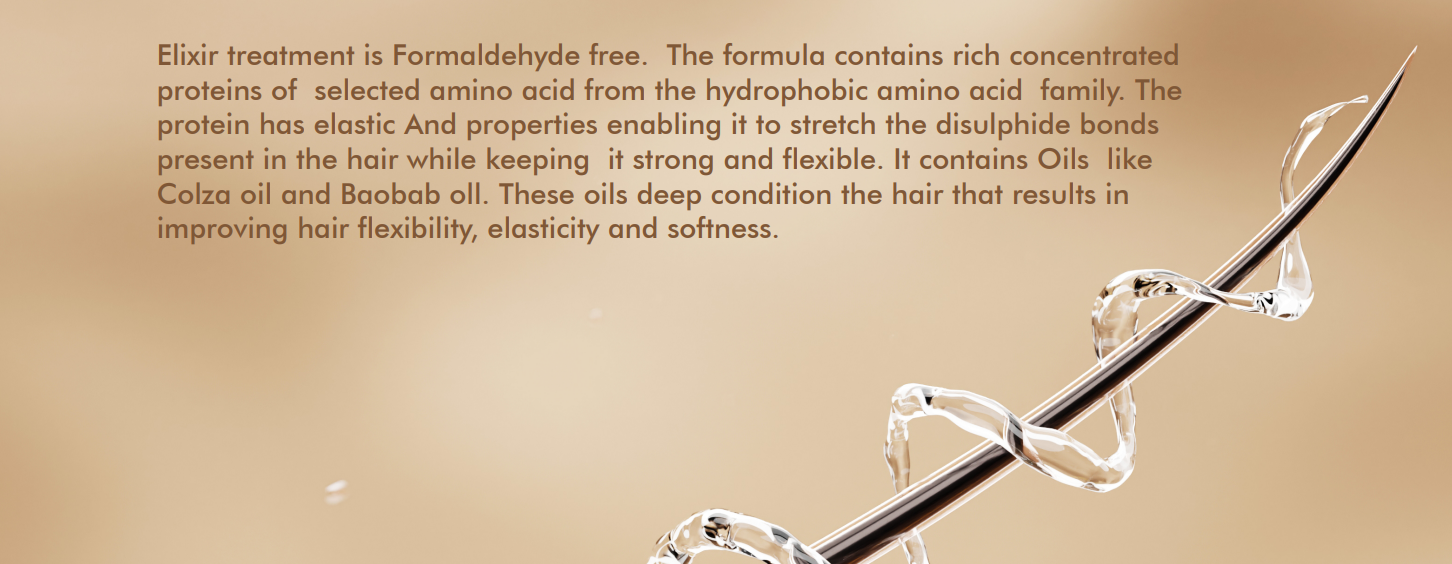 Elixir treatment is Formaldehyde free.  The formula contains rich concentrated
proteins of  selected amino acid from the hydrophobic amino acid  family. The
protein has elastic And properties enabling it to stretch the disulphide bonds
present in the hair while keeping  it strong and flexible. It contains Oils  like
Colza oil and Baobab oll. These oils deep condition the hair that results in
improving hair flexibility, elasticity and softness.